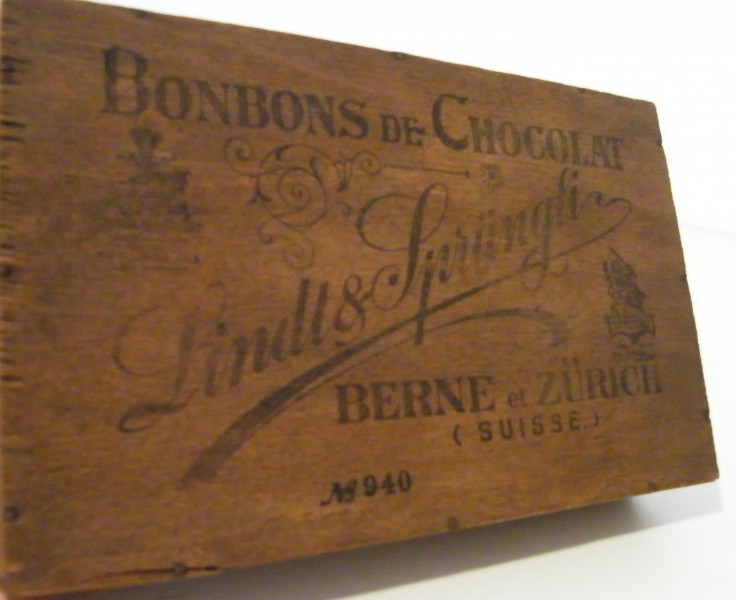 BONBONS DE CHOCOLAT
Lindt & Sprüngli
BERNE et ZÜRICH
( SUISSE. )
No 940